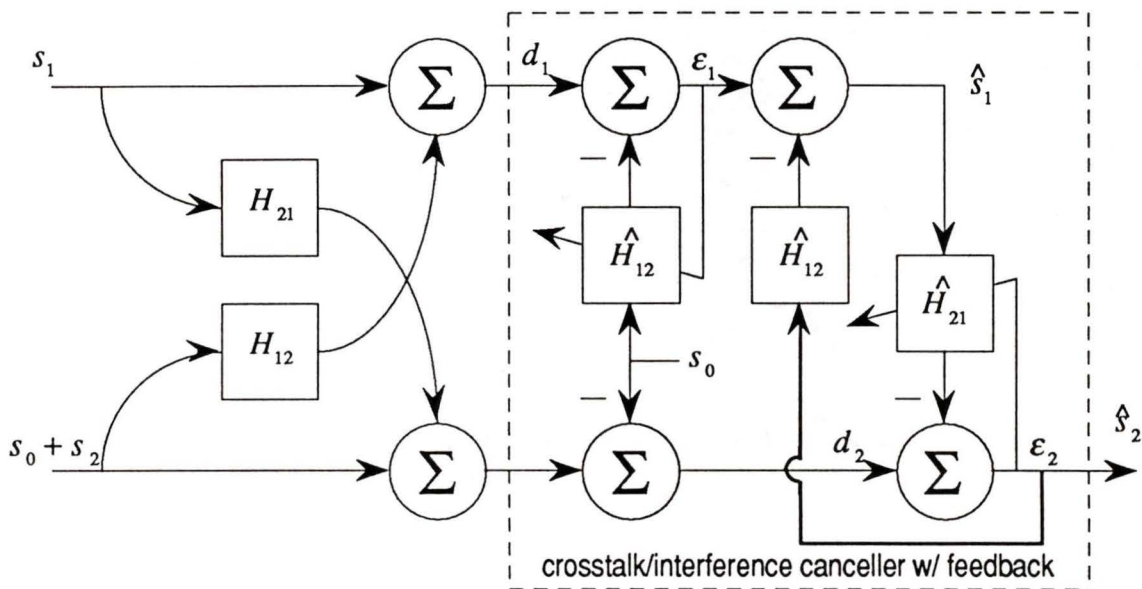 s₁
Σ
d₁
Σ
ε₁
Σ
ŝ₁
H₂₁
−
−
Ĥ₁₂
Ĥ₁₂
Ĥ₂₁
H₁₂
s₀
−
−
s₀ + s₂
Σ
Σ
d₂
Σ
ε₂
ŝ₂
crosstalk/interference canceller w/ feedback